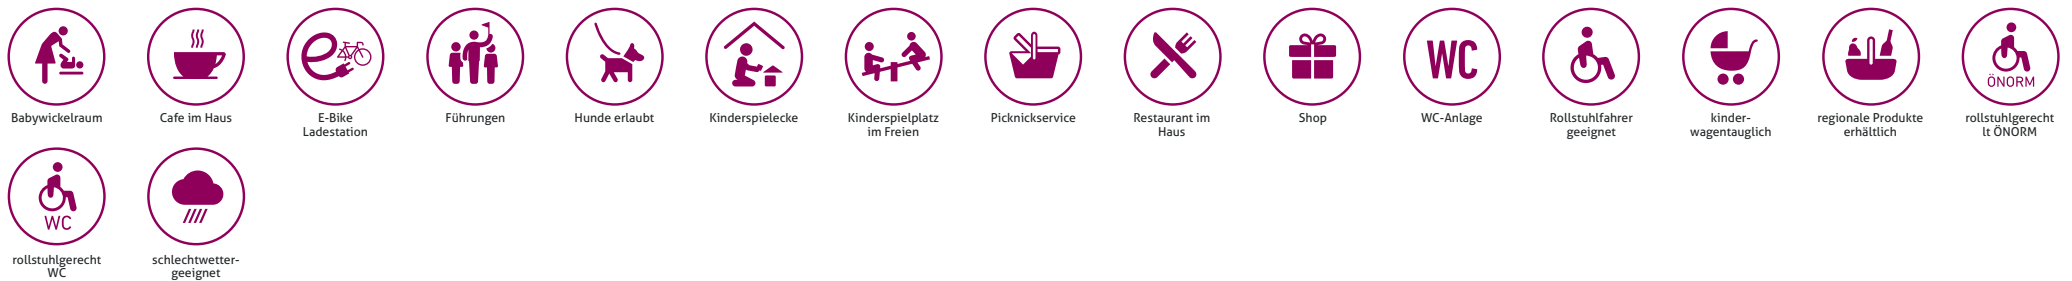 WC
ÖNORM
Babywickelraum
Cafe im Haus
E-Bike
Ladestation
Führungen
Hunde erlaubt
Kinderspielecke
Kinderspielplatz
im Freien
Picknickservice
Restaurant im
Haus
Shop
WC-Anlage
Rollstuhlfahrer
geeignet
kinder-
wagentauglich
regionale Produkte
erhältlich
rollstuhlgerecht
lt ÖNORM
WC
rollstuhlgerecht
WC
schlechtwetter-
geeignet